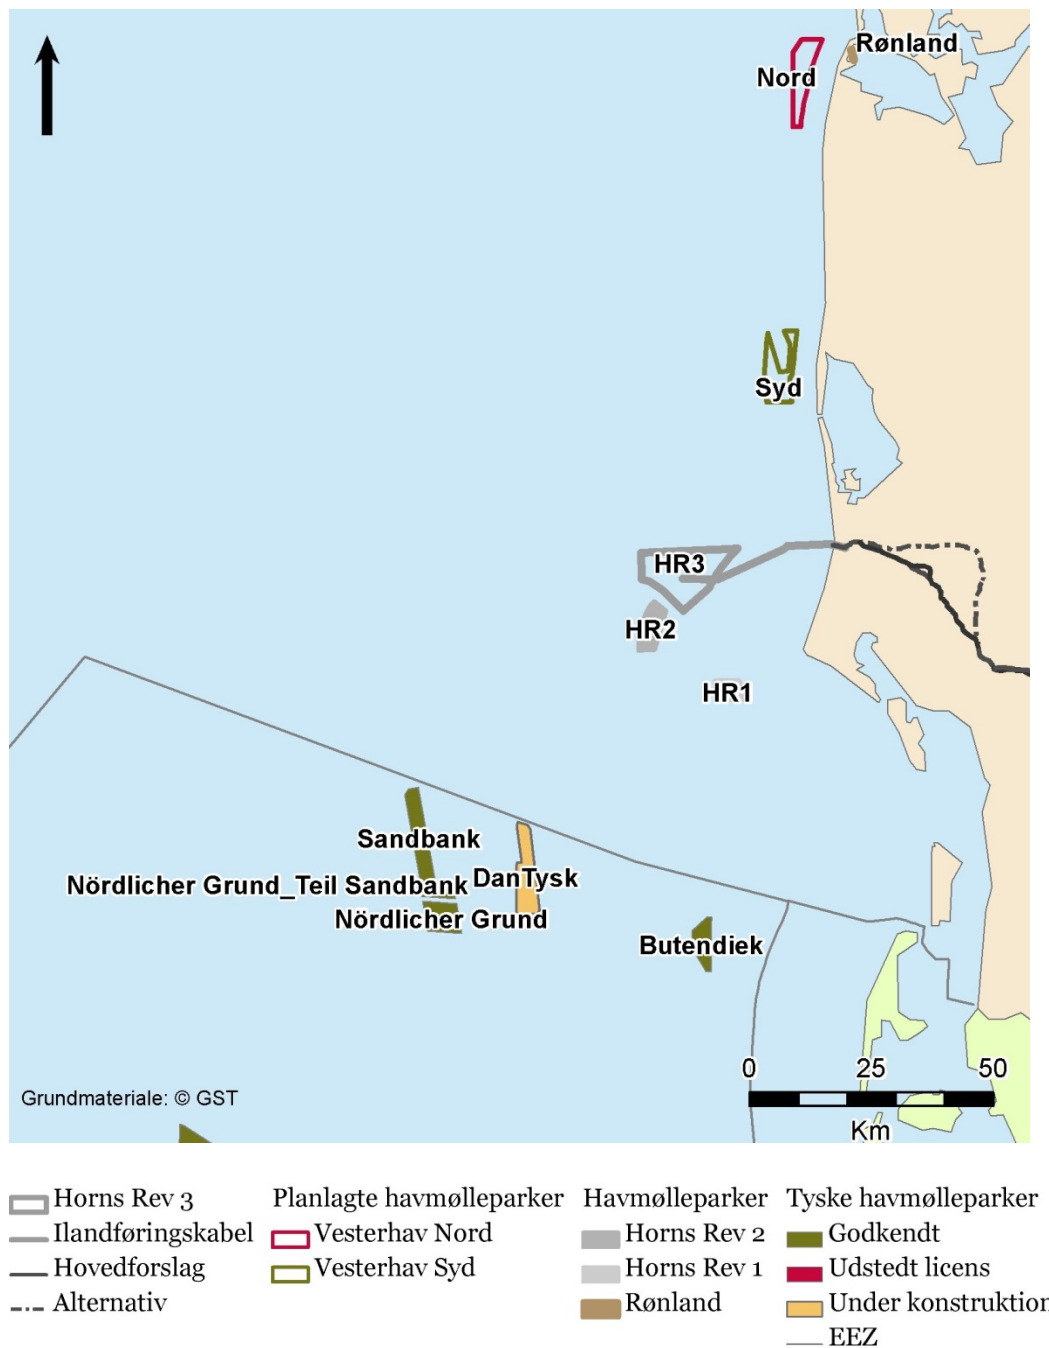 Rønland
Nord
Syd
HR3
HR2
HR1
Sandbank
Nördlicher Grund_Teil Sandbank
DanTysk
Nördlicher Grund
Butendiek
0 25 50
Km
Grundmateriale: © GST
Horns Rev 3
Ilandføringskabel
Hovedforslag
Alternativ
Planlagte havmølleparker
Vesterhav Nord
Vesterhav Syd
Havmølleparker
Horns Rev 2
Horns Rev 1
Rønland
Tyske havmølleparker
Godkendt
Udstedt licens
Under konstruktion
EEZ